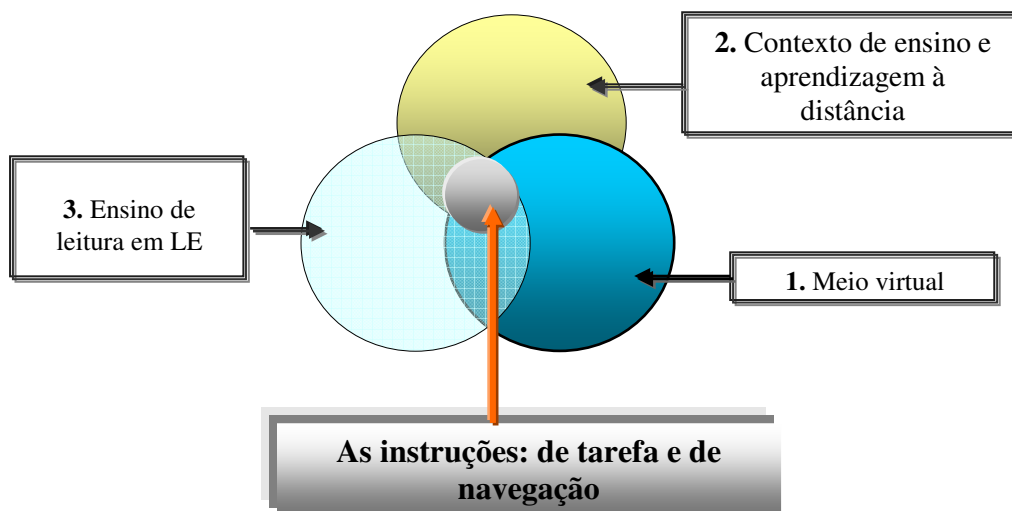 2. Contexto de ensino e
aprendizagem à
distância
3. Ensino de
leitura em LE
1. Meio virtual
As instruções: de tarefa e de
navegação